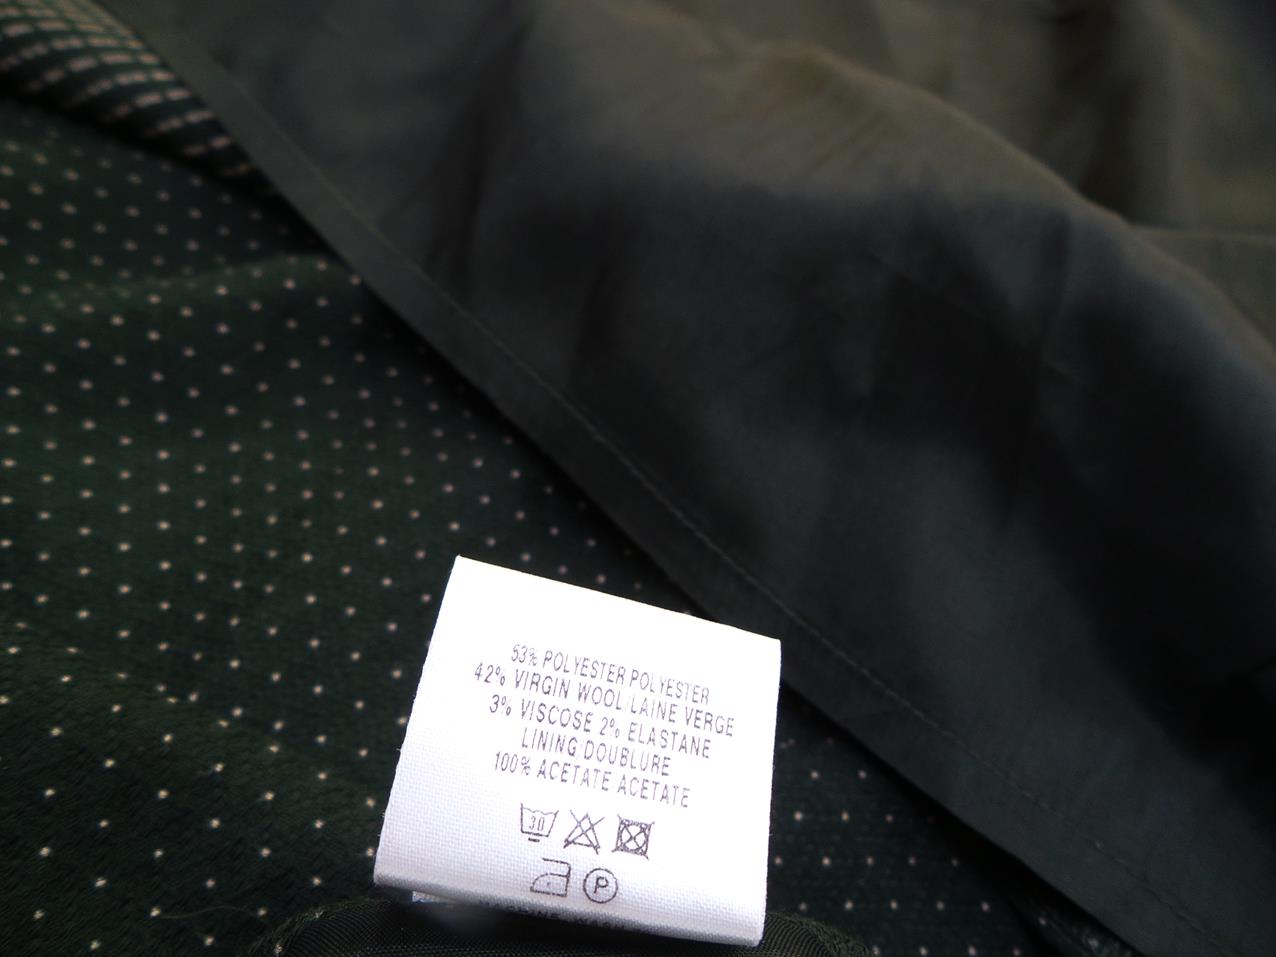 53% POLYESTER POLYESTER
42% VIRGIN WOOL/LAINE VERGE
3% VISCOSE 2% ELASTANE
LINING DOUBLURE
100% ACETATE ACETATE
30
P